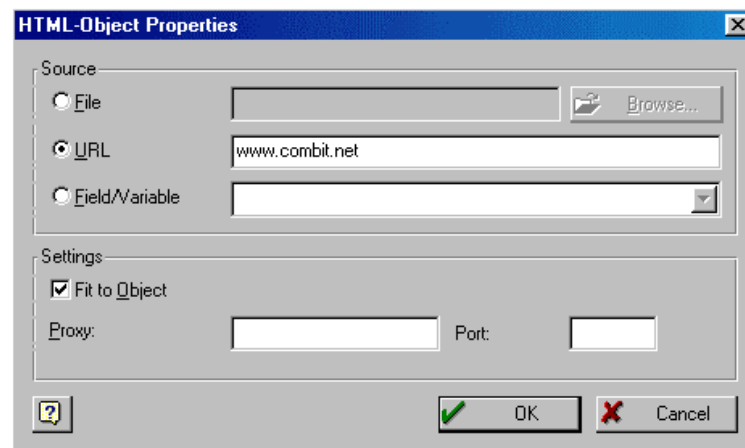 HTML-Object Properties
Source
File
Browse...
URL
www.combit.net
Field/Variable
Settings
Fit to Object
Proxy:
Port:
OK
Cancel